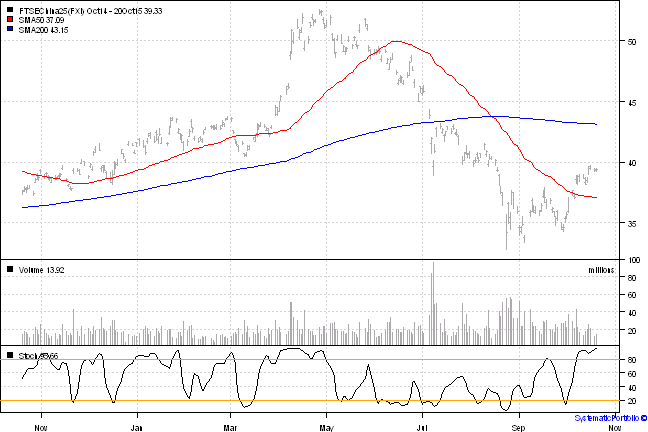 FTSEChina25(FXI) Oct14 - 20Oct15 39.33
SMA50 37.09
SMA200 43.15
50
45
40
35
Volume 13.92
millions
100
80
60
40
20
Stoch 95.66
80
60
40
20
Nov
Jan
Mar
May
Jul
Sep
Nov
SystematicPortfolio ©